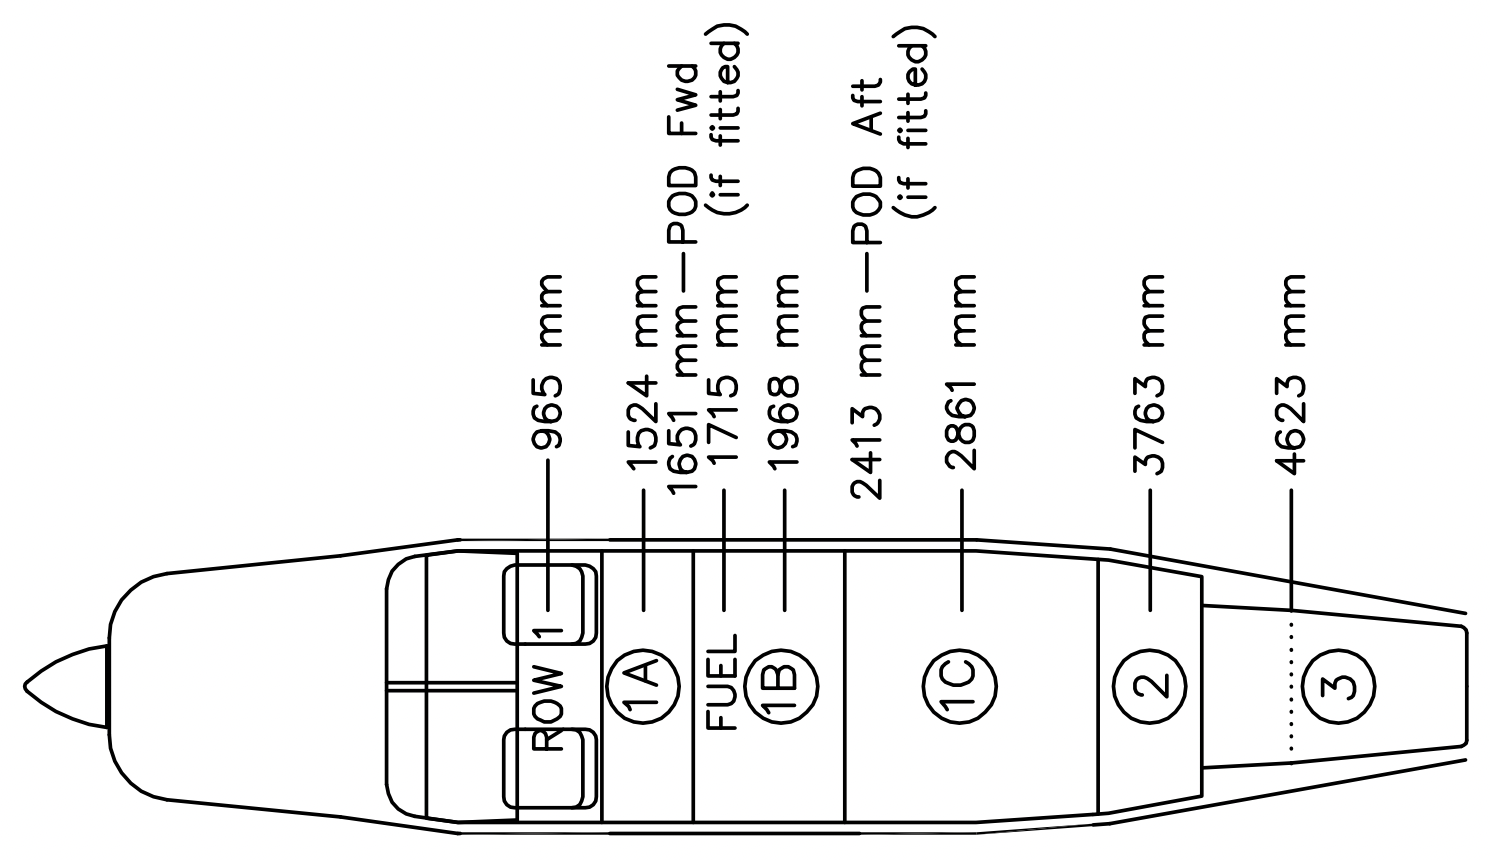 965 mm
1524 mm
1651 mm—POD Fwd
(if fitted)
1715 mm
1968 mm
2413 mm—POD Aft
(if fitted)
2861 mm
3763 mm
4623 mm
ROW 1
1A
FUEL
1B
1C
2
3